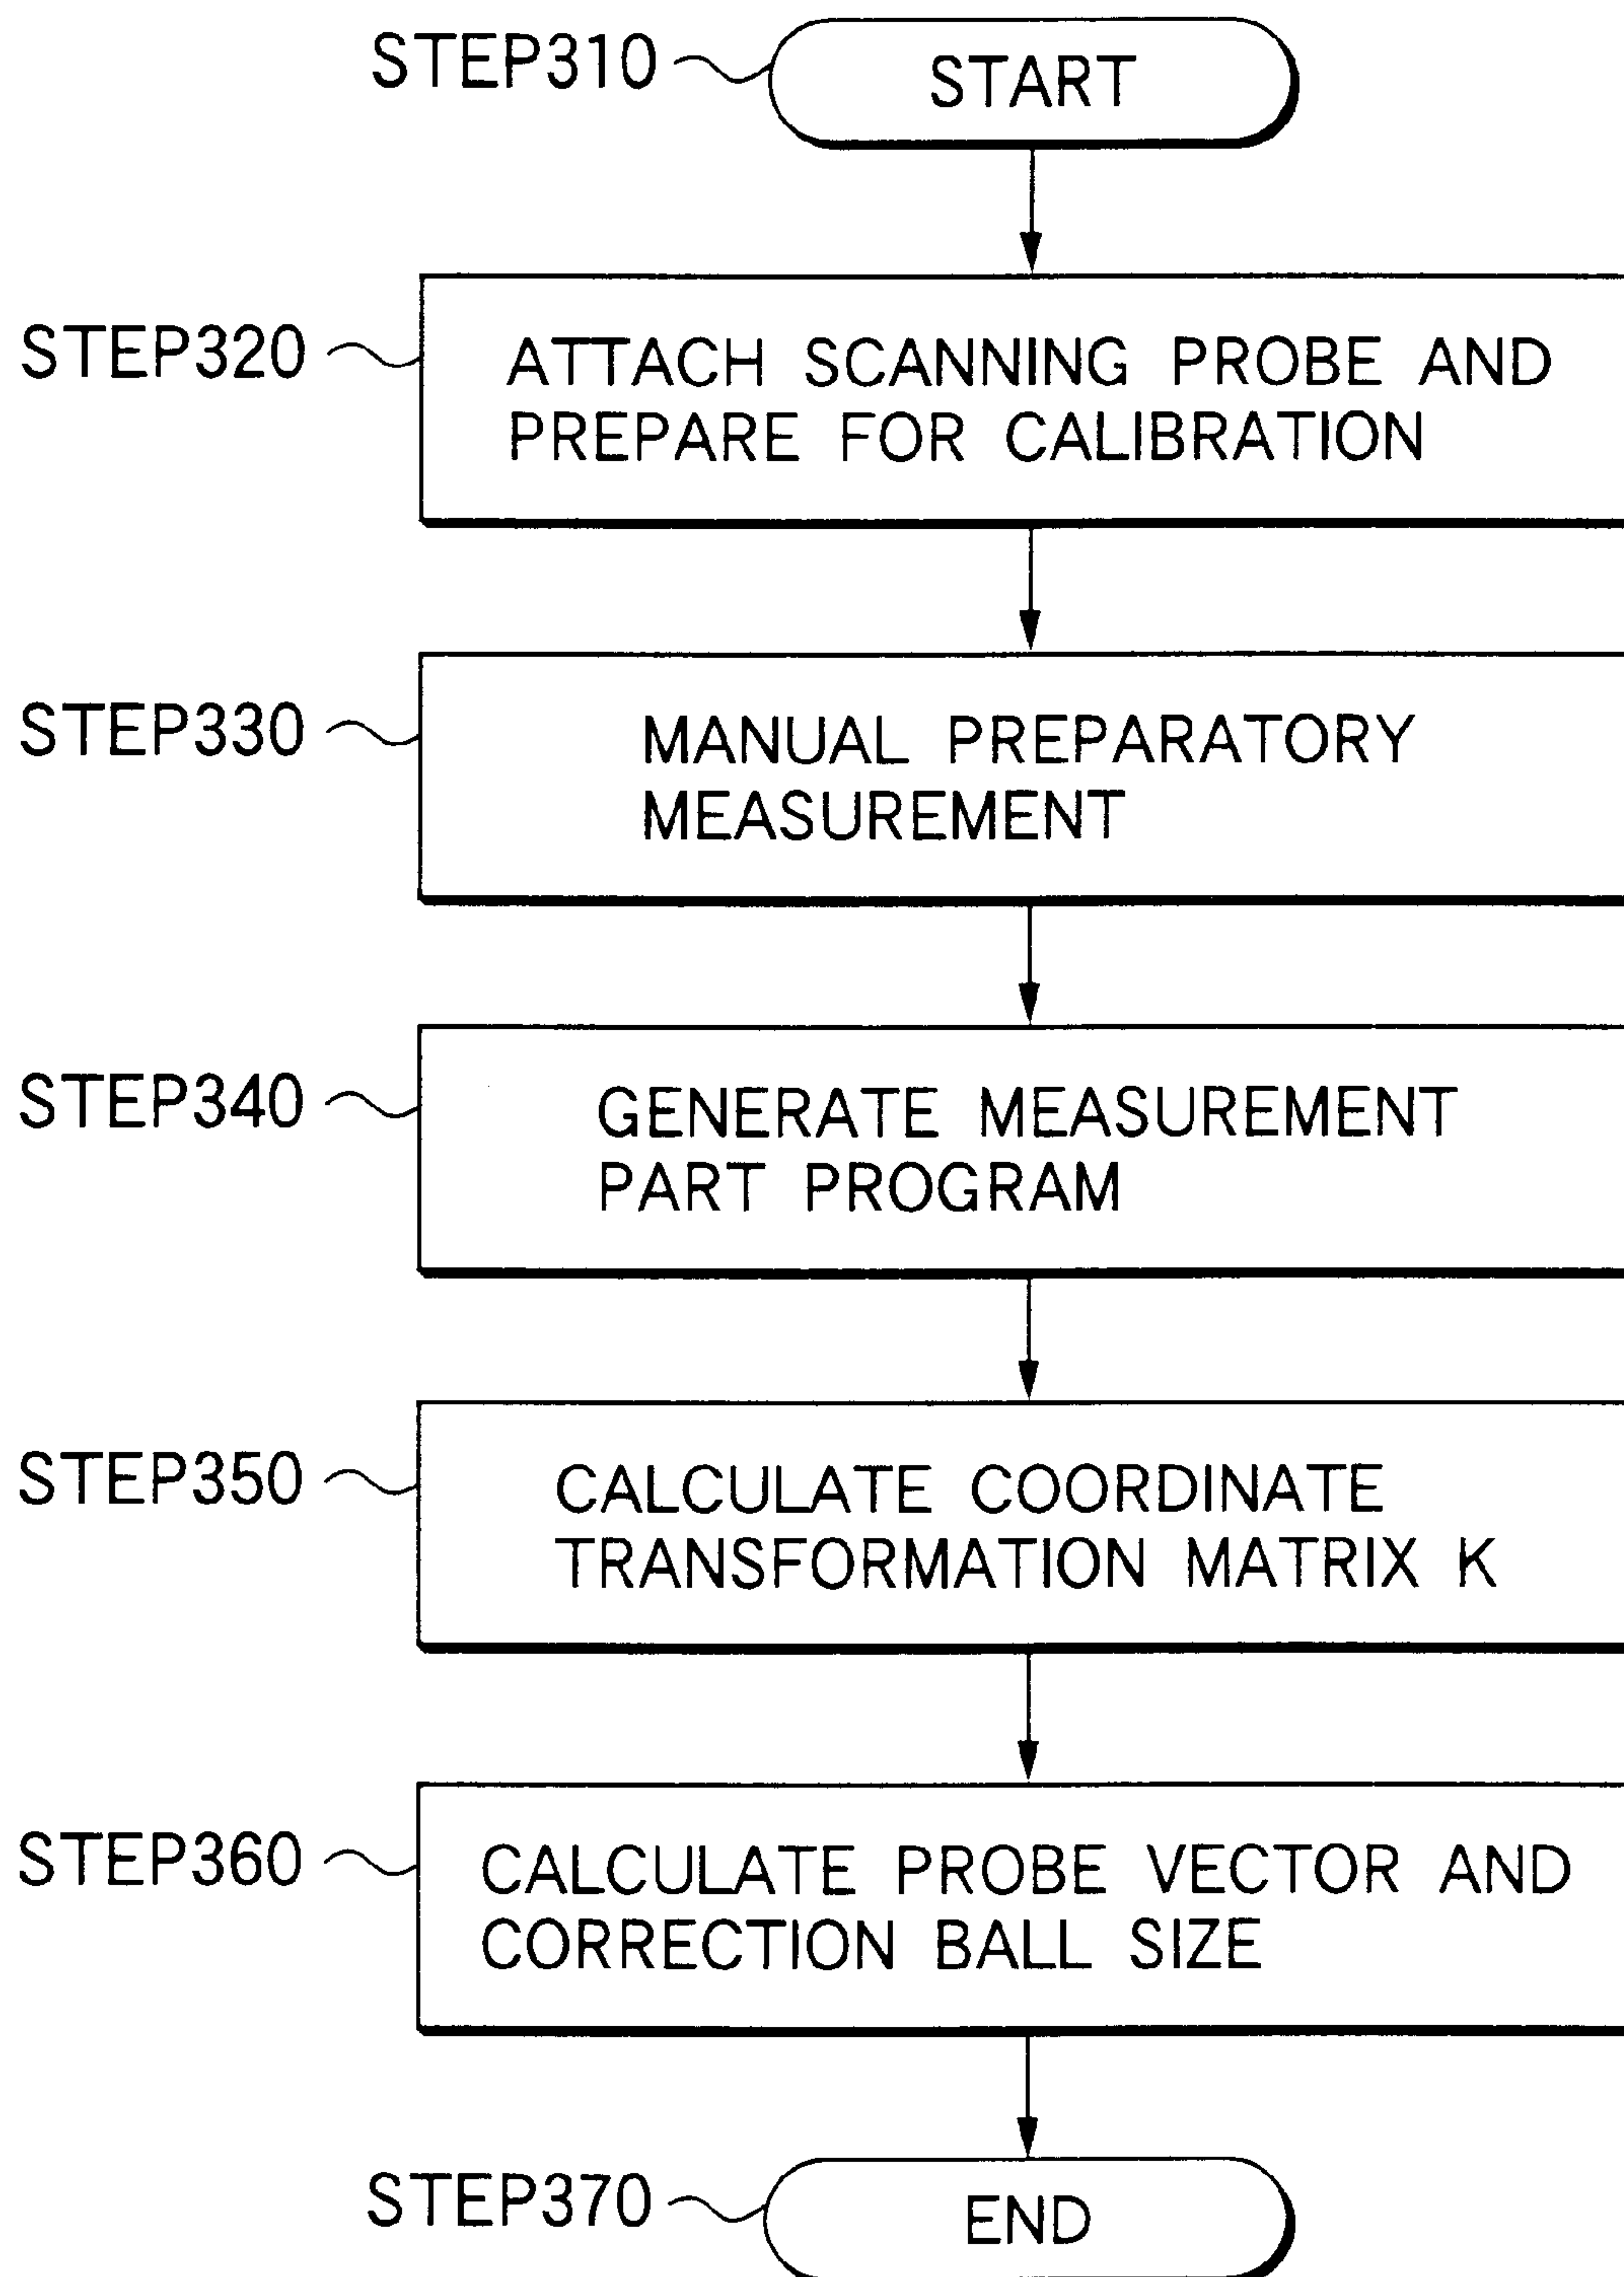 STEP310
START
STEP320
ATTACH SCANNING PROBE AND
PREPARE FOR CALIBRATION
STEP330
MANUAL PREPARATORY
MEASUREMENT
STEP340
GENERATE MEASUREMENT
PART PROGRAM
STEP350
CALCULATE COORDINATE
TRANSFORMATION MATRIX K
STEP360
CALCULATE PROBE VECTOR AND
CORRECTION BALL SIZE
STEP370
END